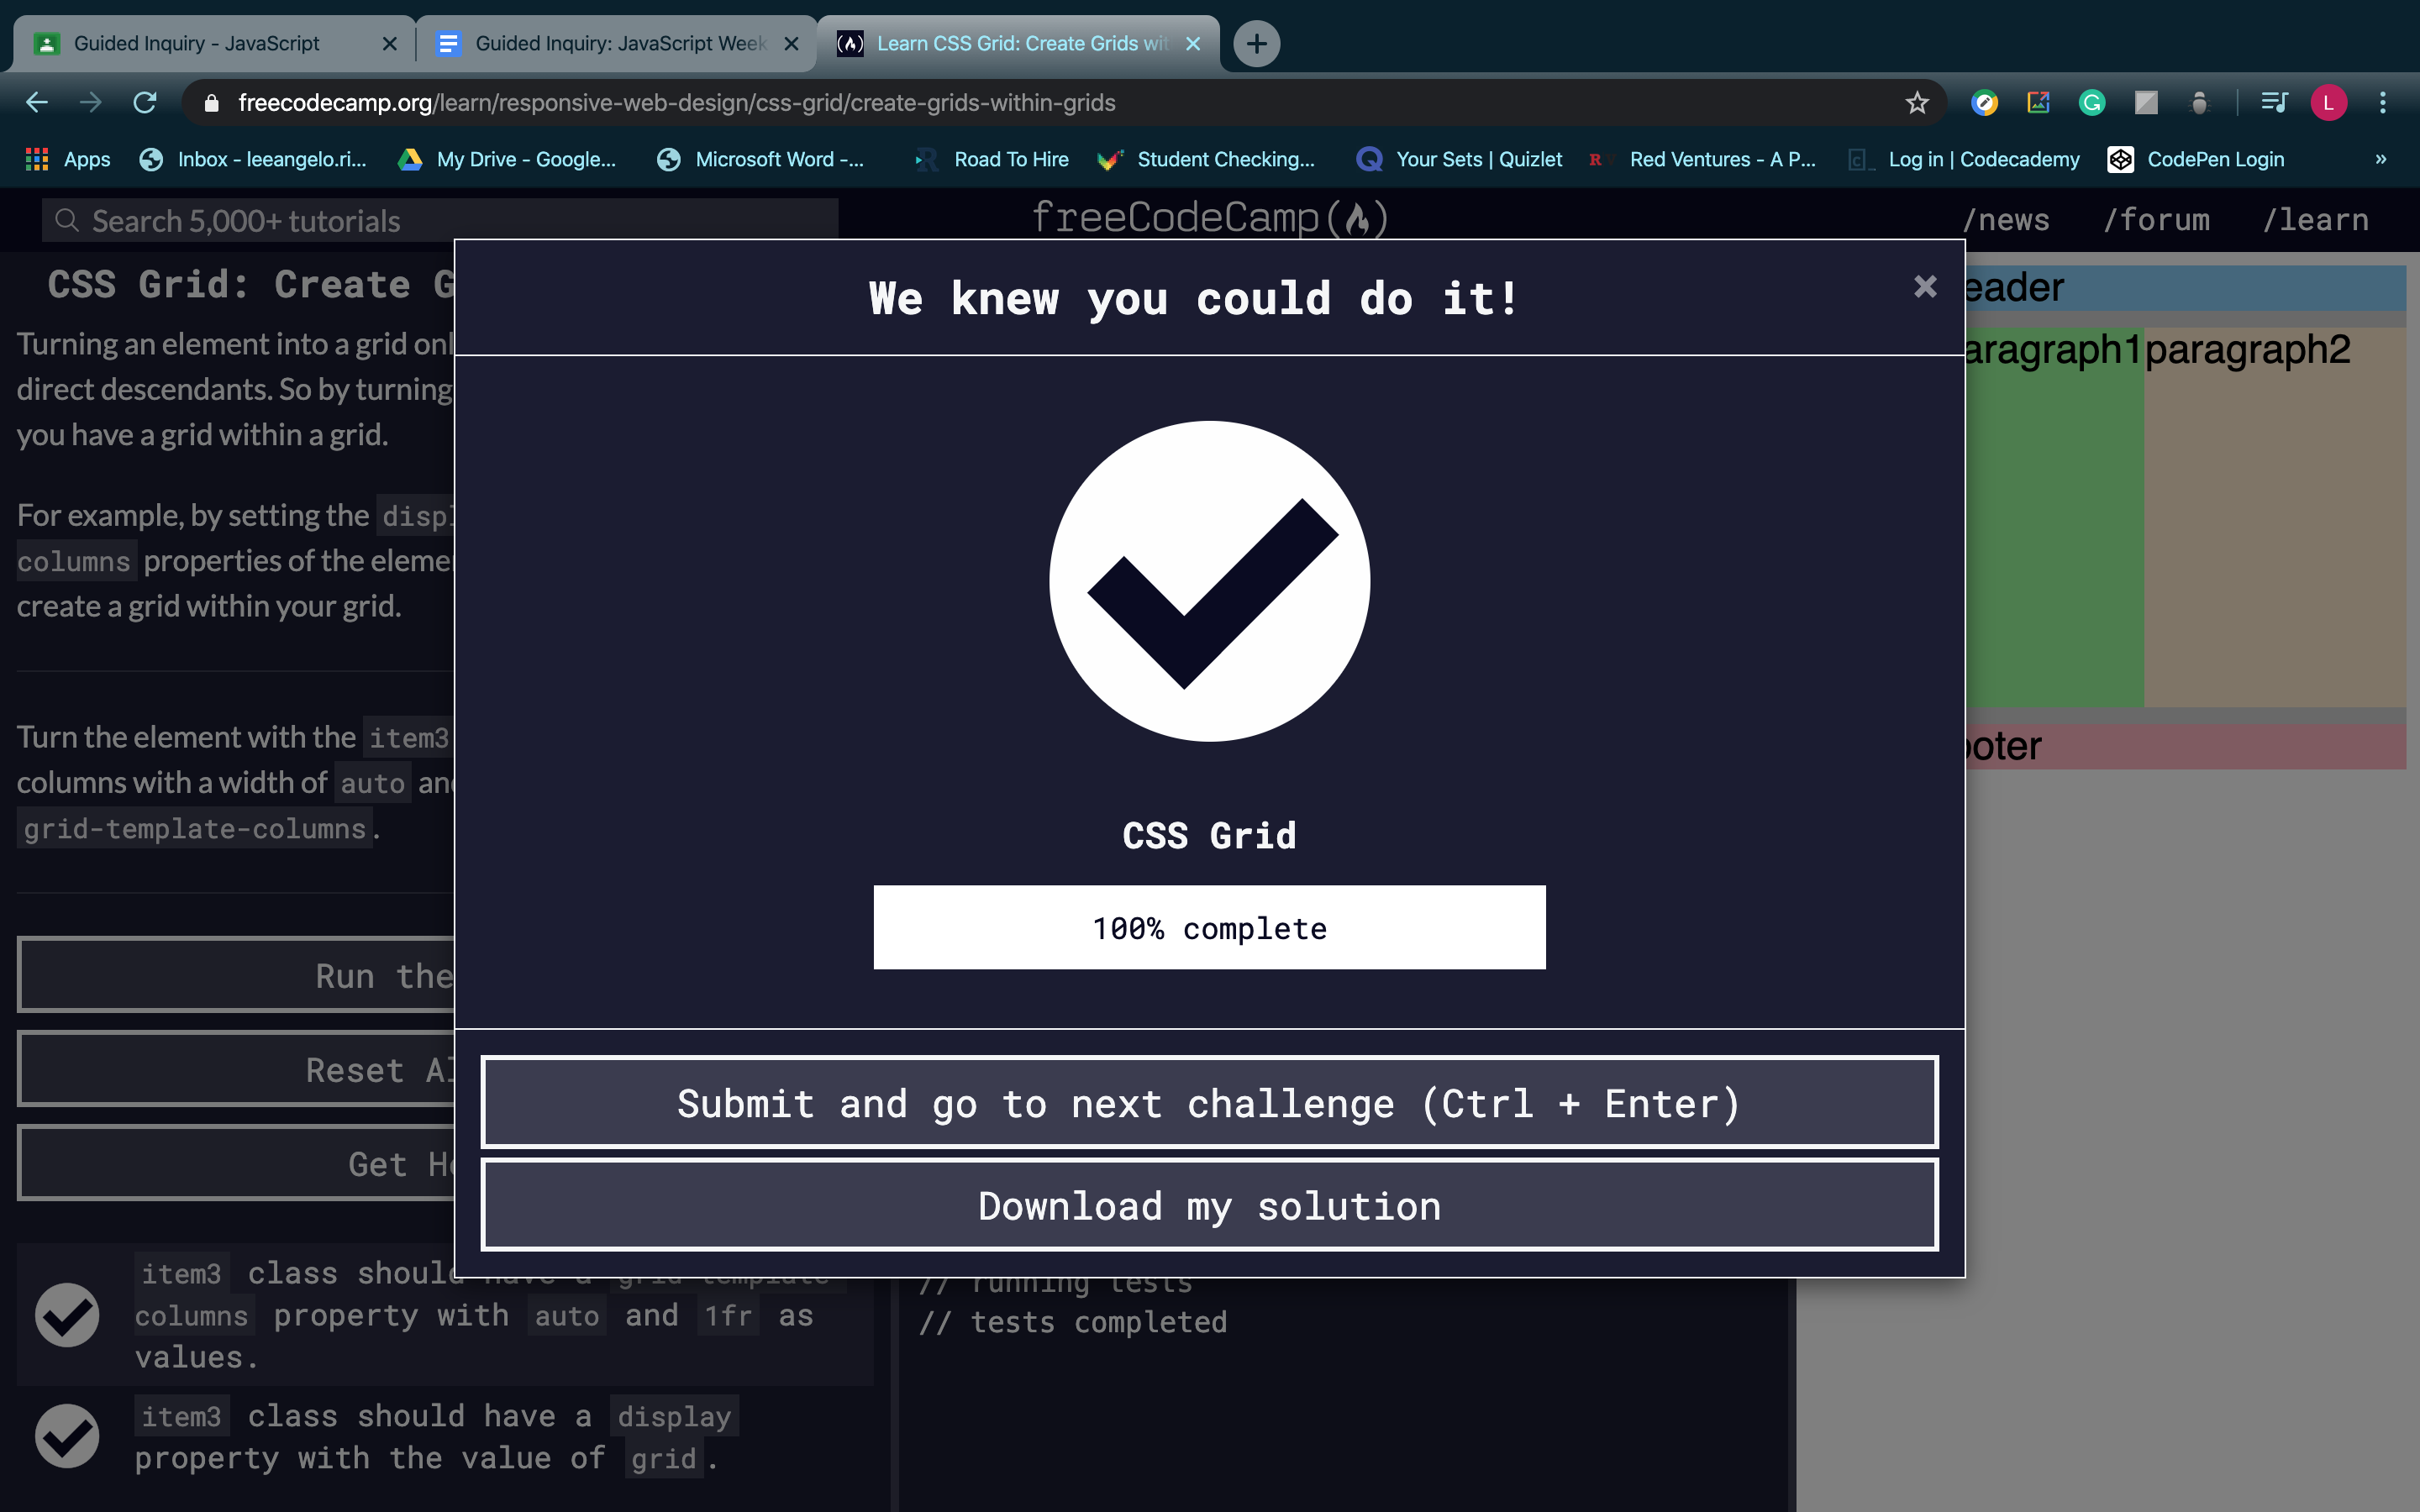 Guided Inquiry - JavaScript
Guided Inquiry: JavaScript Week
Learn CSS Grid: Create Grids wit
freecodecamp.org/learn/responsive-web-design/css-grid/create-grids-within-grids
L
Apps
Inbox - leeangelo.ri...
My Drive - Google...
Microsoft Word -...
Road To Hire
Student Checking...
Your Sets | Quizlet
Red Ventures - A P...
Log in | Codecademy
CodePen Login
»
Search 5,000+ tutorials
freeCodeCamp
/news
/forum
/learn
CSS Grid: Create G
Turning an element into a grid onl
direct descendants. So by turning
you have a grid within a grid.
For example, by setting the displ
columns properties of the eleme
create a grid within your grid.
Turn the element with the item3
columns with a width of auto and
grid-template-columns.
Run the
Reset Al
Get He
item3 class should have a grid-template-
columns property with auto and 1fr as
values.
item3 class should have a display
property with the value of grid.
We knew you could do it!
×
CSS Grid
100% complete
Submit and go to next challenge (Ctrl + Enter)
Download my solution
// running tests
// tests completed
eader
aragraph1
paragraph2
ooter